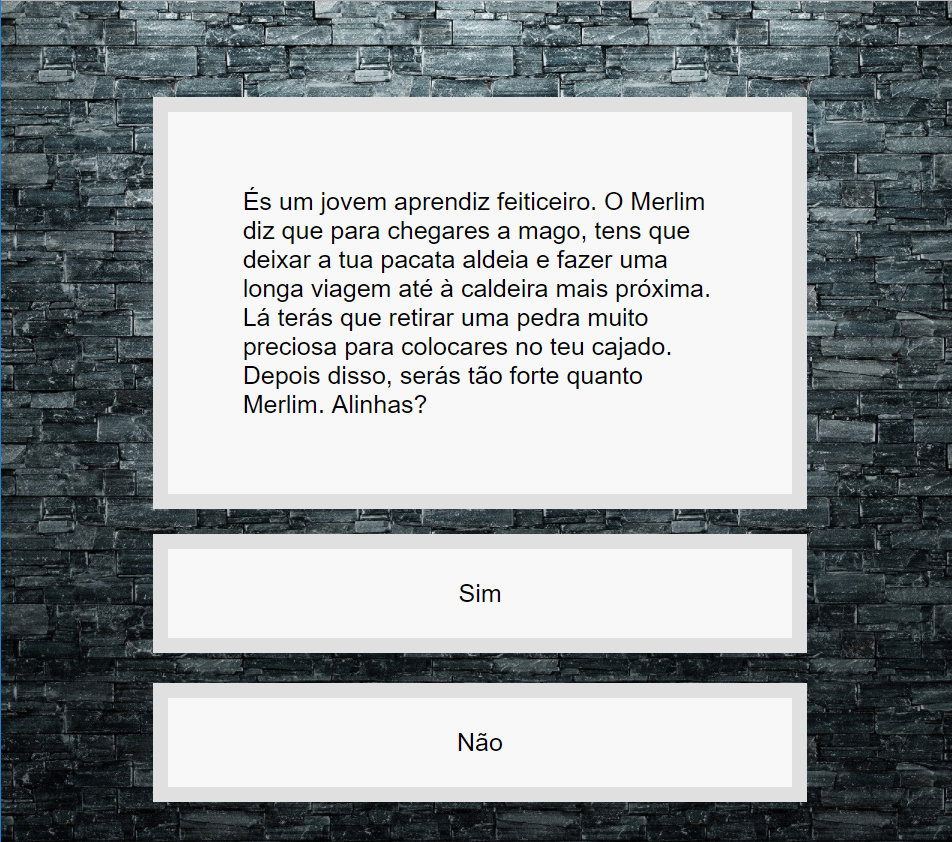 És um jovem aprendiz feiticeiro. O Merlim
diz que para chegares a mago, tens que
deixar a tua pacata aldeia e fazer uma
longa viagem até à caldeira mais próxima.
Lá terás que retirar uma pedra muito
preciosa para colocares no teu cajado.
Depois disso, serás tão forte quanto
Merlim. Alinhas?
Sim
Não